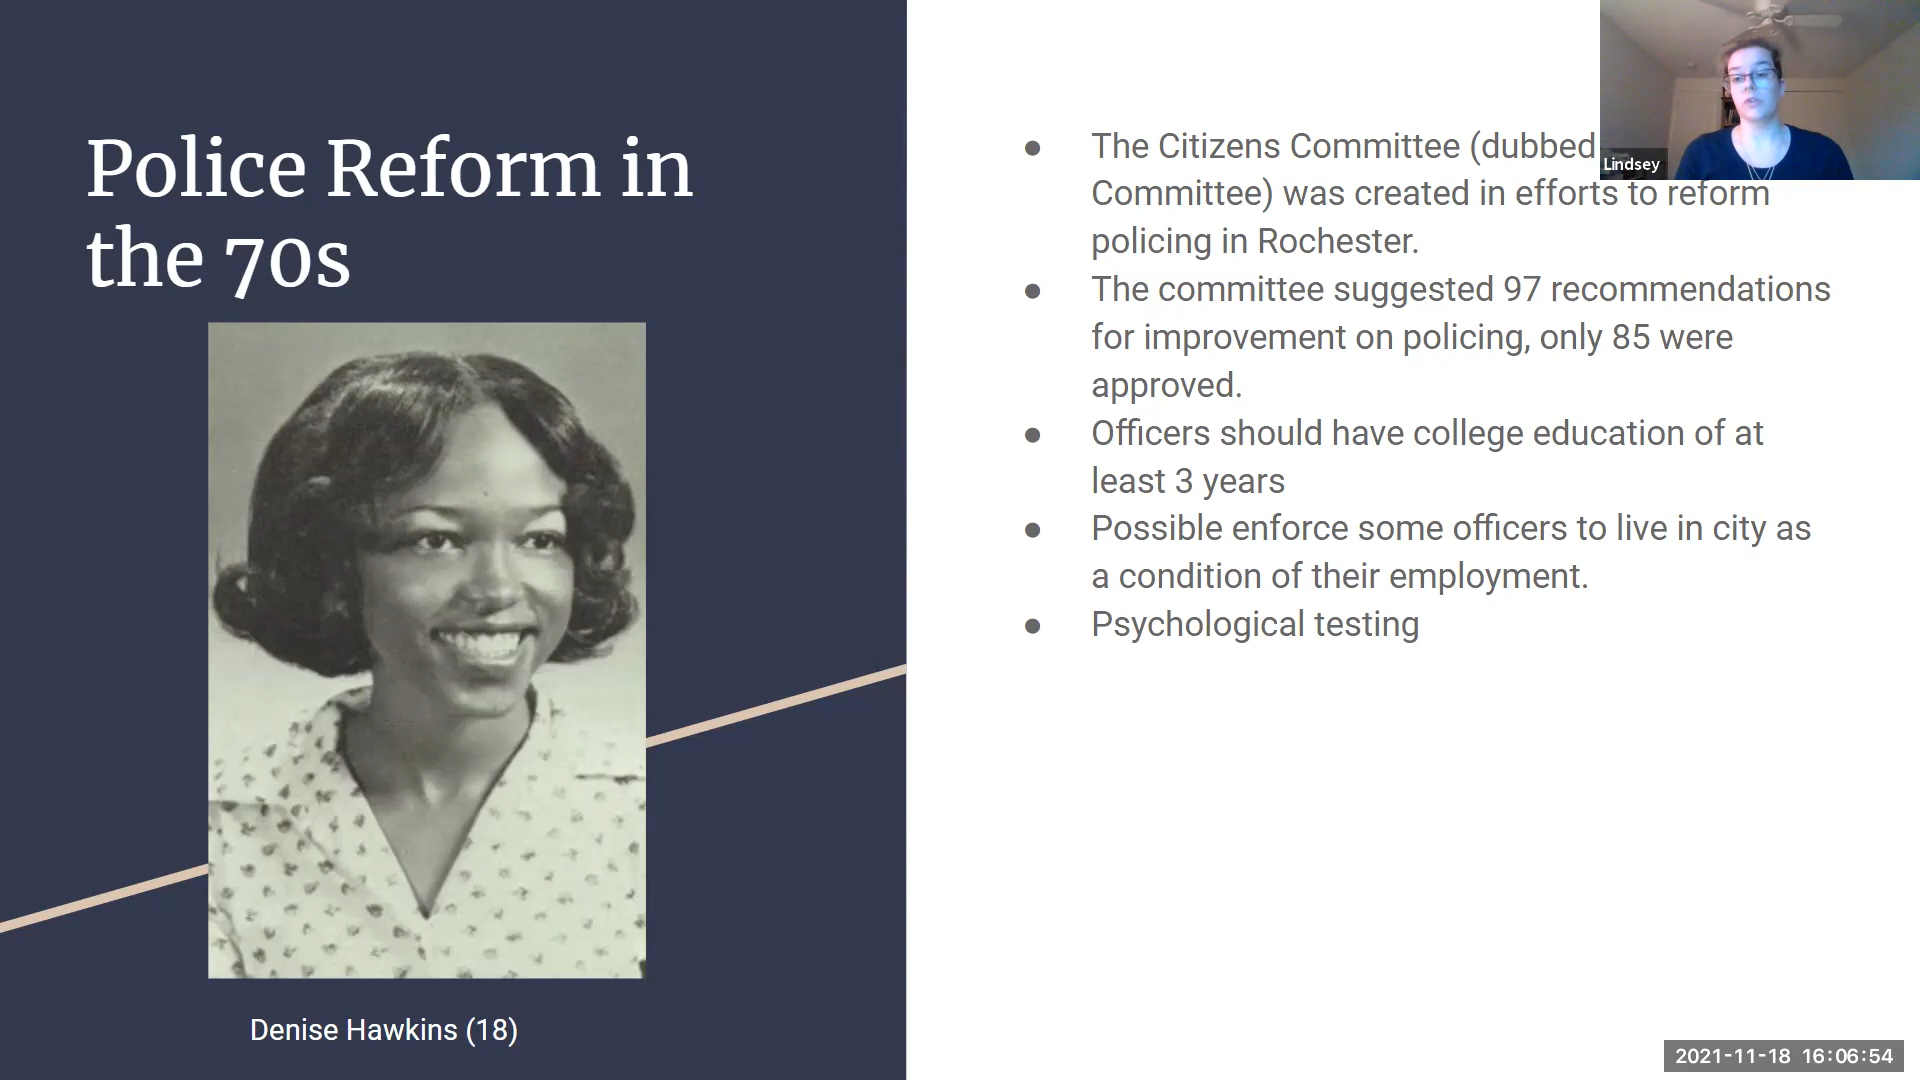 Police Reform in
the 70s
Denise Hawkins (18)
● The Citizens Committee (dubbed
Committee) was created in efforts to reform
policing in Rochester.
● The committee suggested 97 recommendations
for improvement on policing, only 85 were
approved.
● Officers should have college education of at
least 3 years
● Possible enforce some officers to live in city as
a condition of their employment.
● Psychological testing
Lindsey
2021-11-18 16:06:54